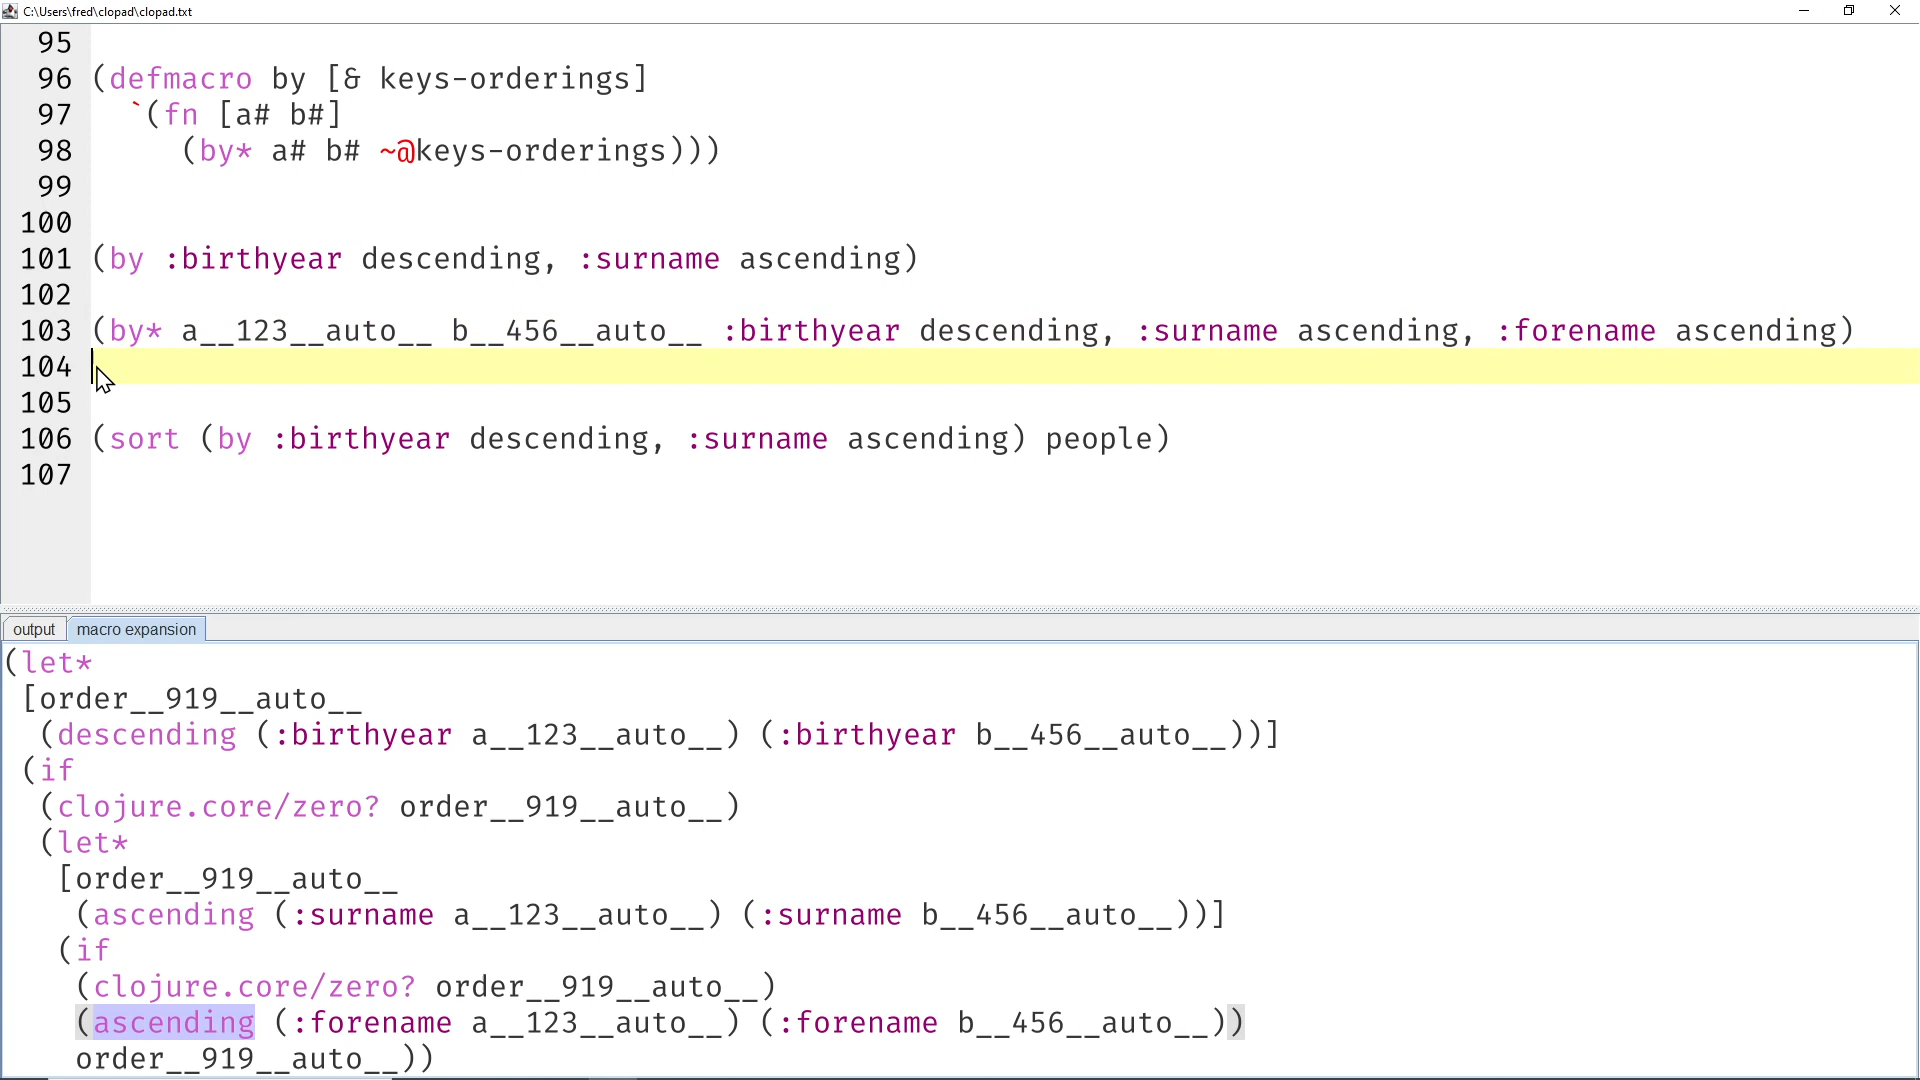 C:\Users\fred\clopad\clopad.txt
95
96 (defmacro by [& keys-orderings]
97   `(fn [a# b#]
98      (by* a# b# ~@keys-orderings)))
99
100
101 (by :birthyear descending, :surname ascending)
102
103 (by* a__123__auto__ b__456__auto__ :birthyear descending, :surname ascending, :forename ascending)
104
105
106 (sort (by :birthyear descending, :surname ascending) people)
107
output macro expansion
(let*
 [order__919__auto__
  (descending (:birthyear a__123__auto__) (:birthyear b__456__auto__))]
 (if
  (clojure.core/zero? order__919__auto__)
  (let*
   [order__919__auto__
    (ascending (:surname a__123__auto__) (:surname b__456__auto__))]
   (if
    (clojure.core/zero? order__919__auto__)
    (ascending (:forename a__123__auto__) (:forename b__456__auto__))
    order__919__auto__))